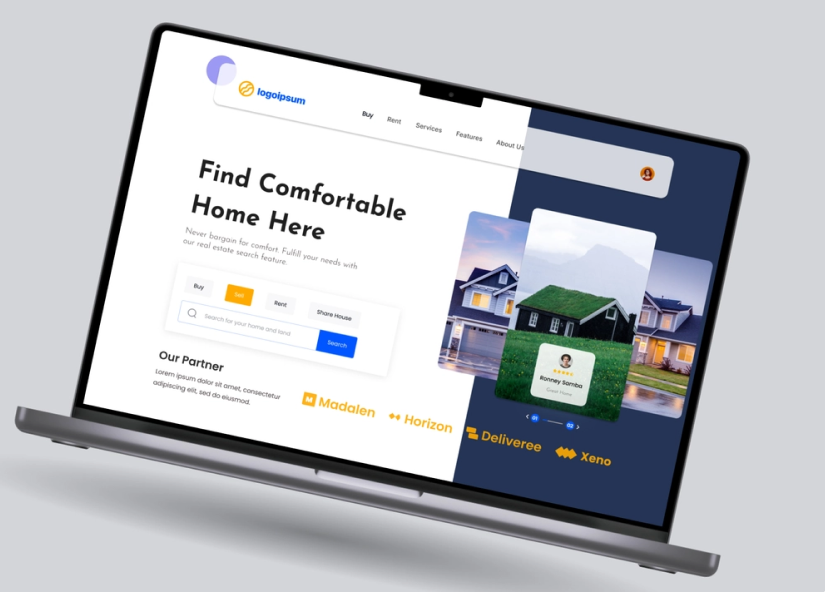 logoipsum
Buy
Rent
Services
Features
About Us
Find Comfortable
Home Here
Never bargain for comfort. Fulfill your needs with
our real estate search feature.
Buy
Sell
Rent
Share House
Search for your home and land
Search
Ronney Samba
Guest Home
01
02
Our Partner
Lorem ipsum dolor sit amet, consectetur
adipiscing elit, sed do eiusmod.
Madalen
Horizon
Deliveree
Xeno